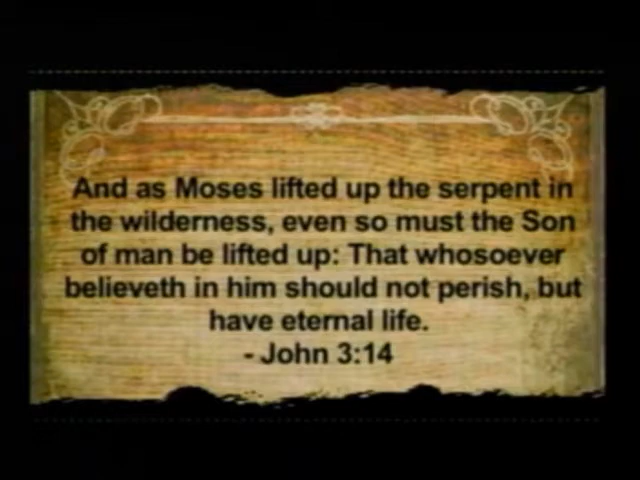 And as Moses lifted up the serpent in
the wilderness, even so must the Son
of man be lifted up: That whosoever
believeth in him should not perish, but
have eternal life.
- John 3:14